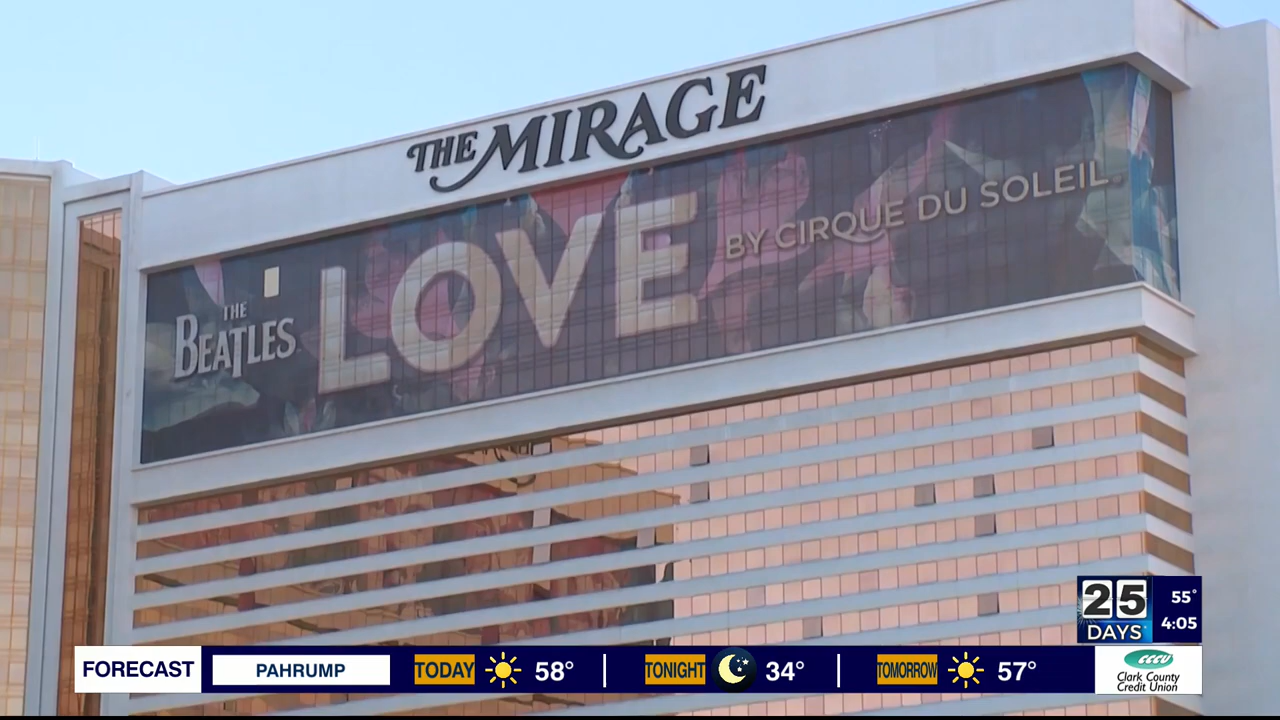 THE MIRAGE
THE
BEATLES
LOVE
BY CIRQUE DU SOLEIL.
25
DAYS
55°
4:05
FORECAST
PAHRUMP
TODAY
58°
TONIGHT
34°
TOMORROW
57°
CCCU
Clark County
Credit Union